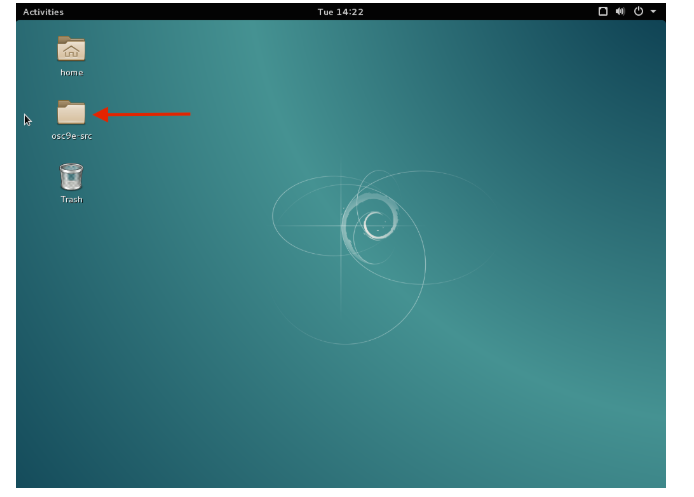 Activities
Tue 14:22
home
osc9e-src
Trash